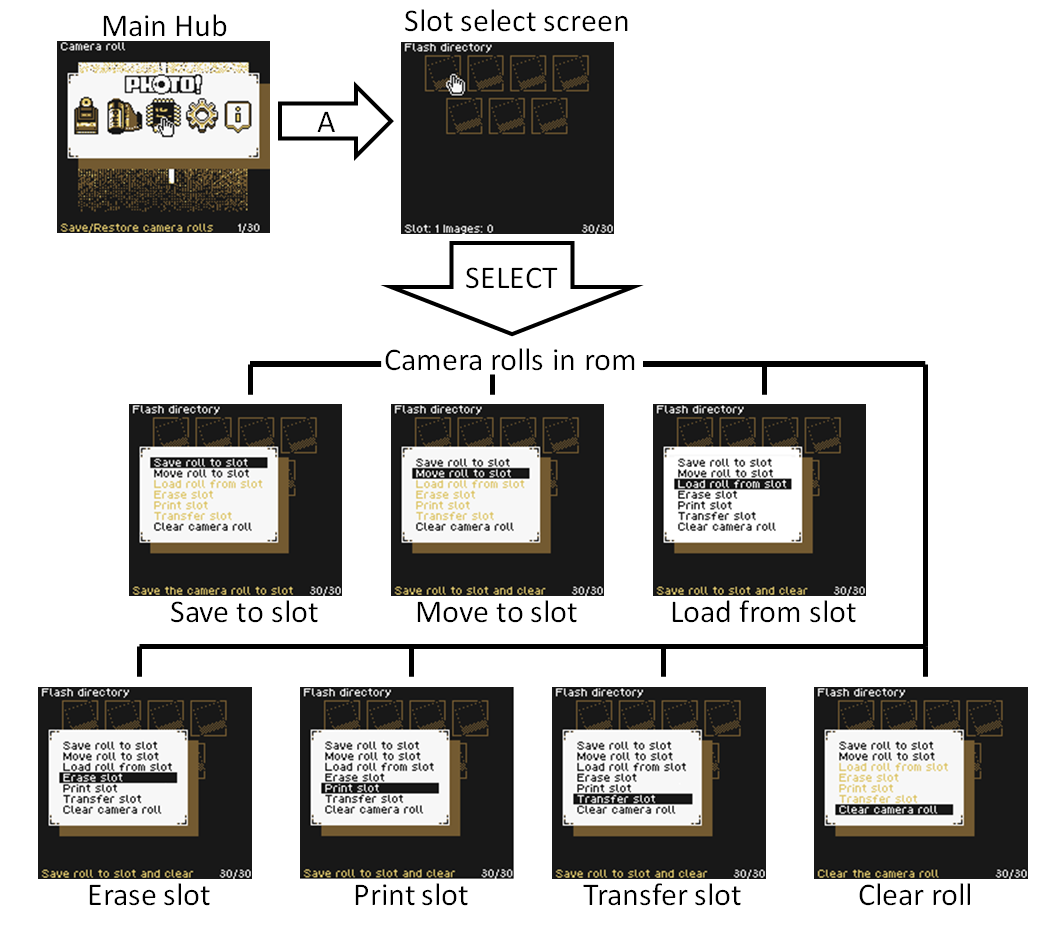 Main Hub
Slot select screen
Camera roll
PHOTO!
Save/Restore camera rolls 1/30
A
Flash directory
Slot: 1 Images: 0 30/30
SELECT
Camera rolls in rom
Flash directory
Save roll to slot
Move roll to slot
Load roll from slot
Erase slot
Print slot
Transfer slot
Clear camera roll
Save the camera roll to slot 30/30
Save to slot
Flash directory
Save roll to slot
Move roll to slot
Load roll from slot
Erase slot
Print slot
Transfer slot
Clear camera roll
Save roll to slot and clear 30/30
Move to slot
Flash directory
Save roll to slot
Move roll to slot
Load roll from slot
Erase slot
Print slot
Transfer slot
Clear camera roll
Save roll to slot and clear 30/30
Load from slot
Flash directory
Save roll to slot
Move roll to slot
Load roll from slot
Erase slot
Print slot
Transfer slot
Clear camera roll
Save roll to slot and clear 30/30
Erase slot
Flash directory
Save roll to slot
Move roll to slot
Load roll from slot
Erase slot
Print slot
Transfer slot
Clear camera roll
Save roll to slot and clear 30/30
Print slot
Flash directory
Save roll to slot
Move roll to slot
Load roll from slot
Erase slot
Print slot
Transfer slot
Clear camera roll
Save roll to slot and clear 30/30
Transfer slot
Flash directory
Save roll to slot
Move roll to slot
Load roll from slot
Erase slot
Print slot
Transfer slot
Clear camera roll
Clear the camera roll 30/30
Clear roll